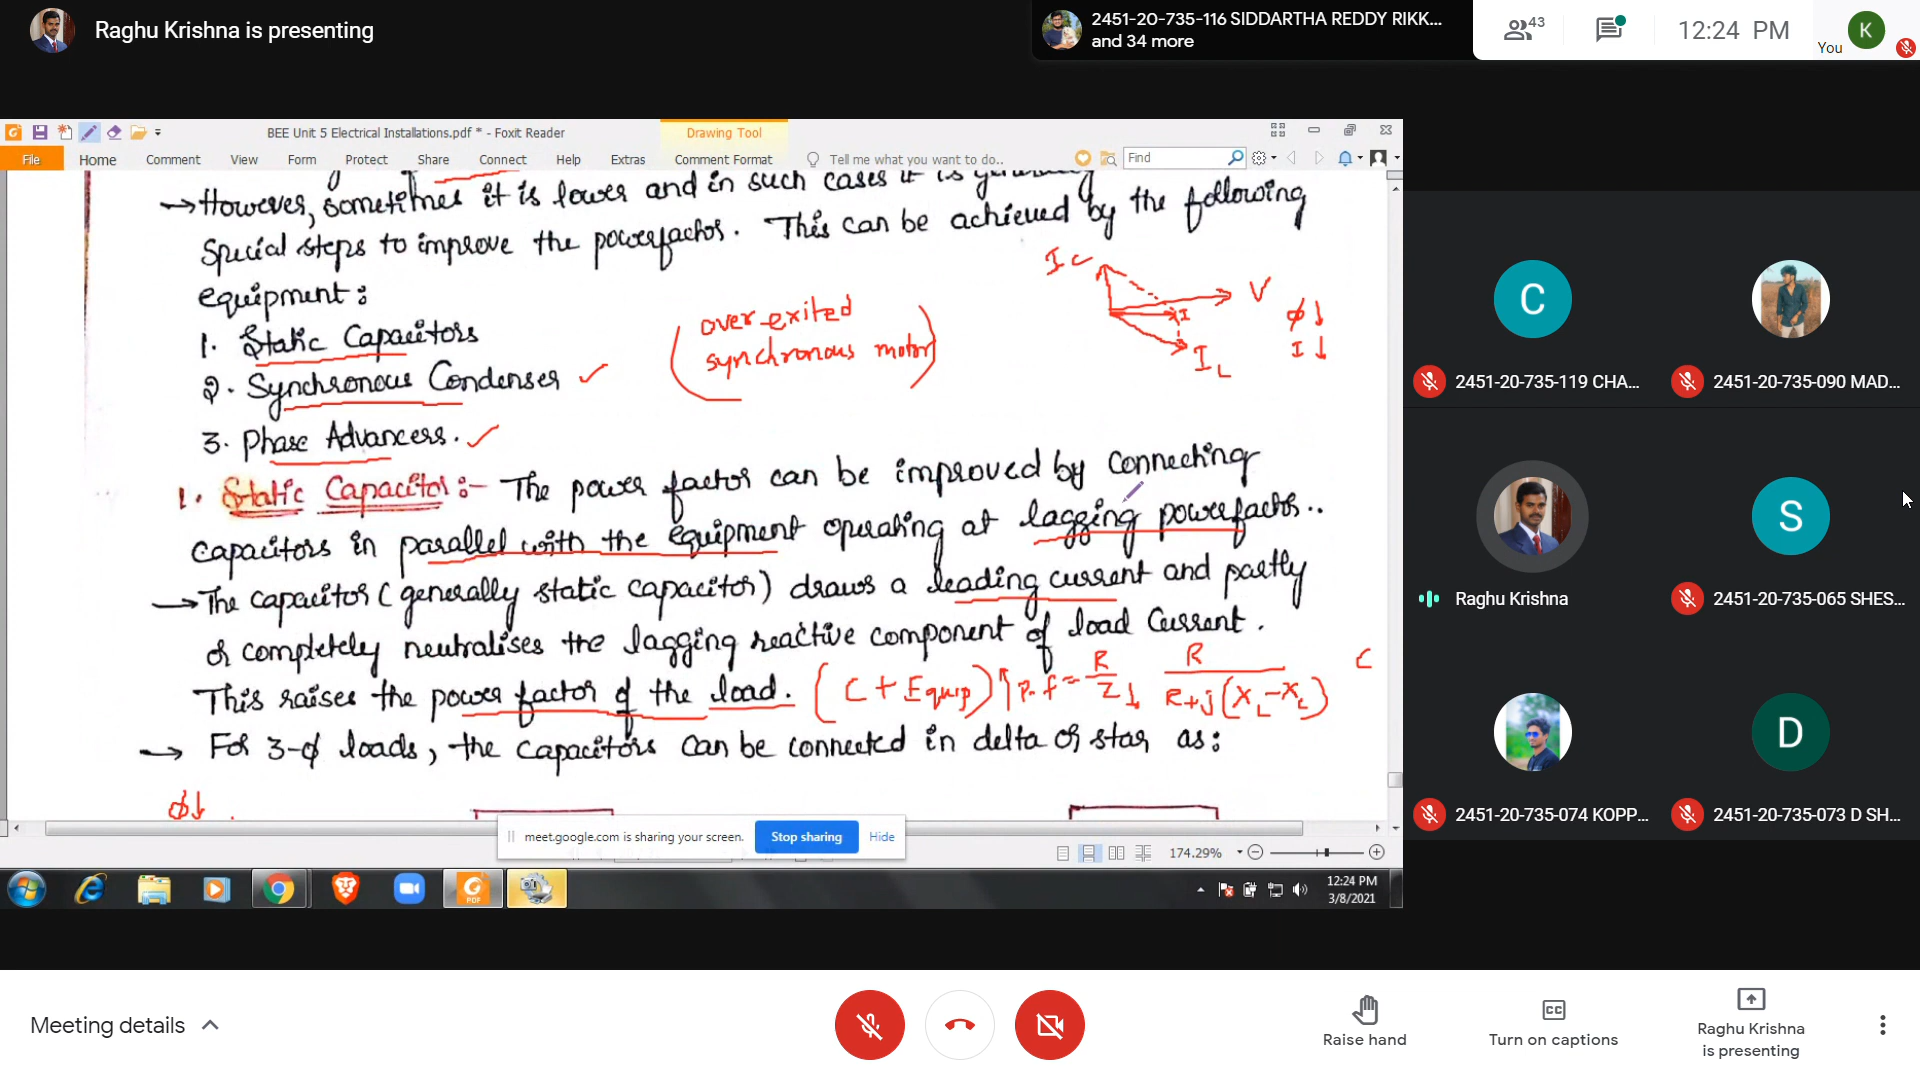 Raghu Krishna is presenting
2451-20-735-116 SIDDARTHA REDDY RIKK...
and 34 more
43
12:24 PM
You
K
BEE Unit 5 Electrical Installations.pdf * - Foxit Reader
Drawing Tool
File
Home
Comment
View
Form
Protect
Share
Connect
Help
Extras
Comment Format
Tell me what you want to do..
Find
→ However, sometimes it is lower and in such cases it is generally
special steps to improve the powerfactor. This can be achieved by the following
equipment:
1. Static Capacitors
2. Synchronous Condenser ✓
3. Phase Advancers. ✓
(over-exited
synchronous motor)
I C
V
I
I L
φ↓
I↓
1. Static Capacitor:- The power factor can be improved by connecting
capacitors in parallel with the equipment operating at lagging powerfactor..
→ The capacitor (generally static capacitor) draws a leading current and partly
or completely neutralises the lagging reactive component of load current.
This raises the power factor of the load. (C + Equip) ↑ p.f = R/Z↓ R/R+j(XL-XC) C
→ For 3-φ loads, the capacitors can be connected in delta or star as:
φ↓
meet.google.com is sharing your screen.
Stop sharing
Hide
174.29%
PDF
12:24 PM
3/8/2021
C
2451-20-735-119 CHA...
2451-20-735-090 MAD...
Raghu Krishna
S
2451-20-735-065 SHES...
2451-20-735-074 KOPP...
D
2451-20-735-073 D SH...
Meeting details
Raise hand
CC
Turn on captions
Raghu Krishna
is presenting